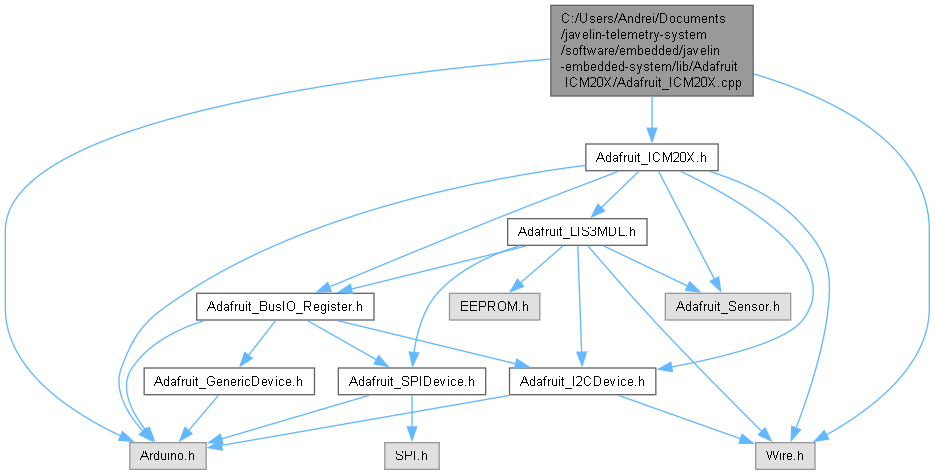 C:/Users/Andrei/Documents
/javelin-telemetry-system
/software/embedded/javelin
-embedded-system/lib/Adafruit
ICM20X/Adafruit_ICM20X.cpp
Adafruit_ICM20X.h
Adafruit_LIS3MDL.h
Adafruit_BusIO_Register.h
EEPROM.h
Adafruit_Sensor.h
Adafruit_GenericDevice.h
Adafruit_SPIDevice.h
Adafruit_I2CDevice.h
Arduino.h
SPI.h
Wire.h